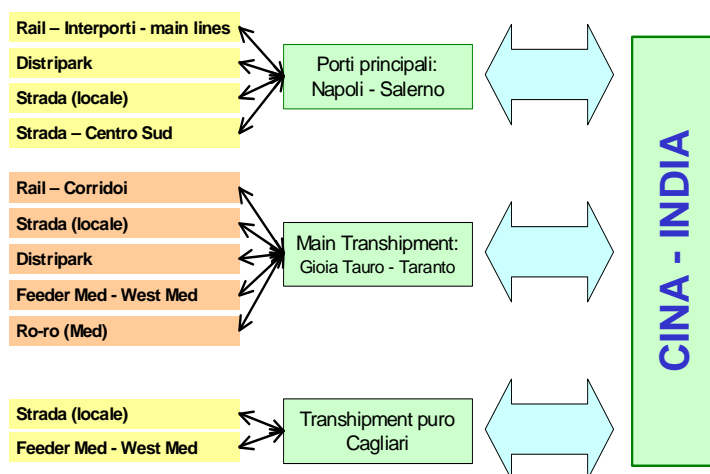 Rail – Interporti - main lines
Distripark
Strada (locale)
Strada – Centro Sud
Porti principali:
Napoli - Salerno
Rail – Corridoi
Strada (locale)
Distripark
Feeder Med - West Med
Ro-ro (Med)
Main Transhipment:
Gioia Tauro - Taranto
Strada (locale)
Feeder Med - West Med
Transhipment puro
Cagliari
CINA - INDIA